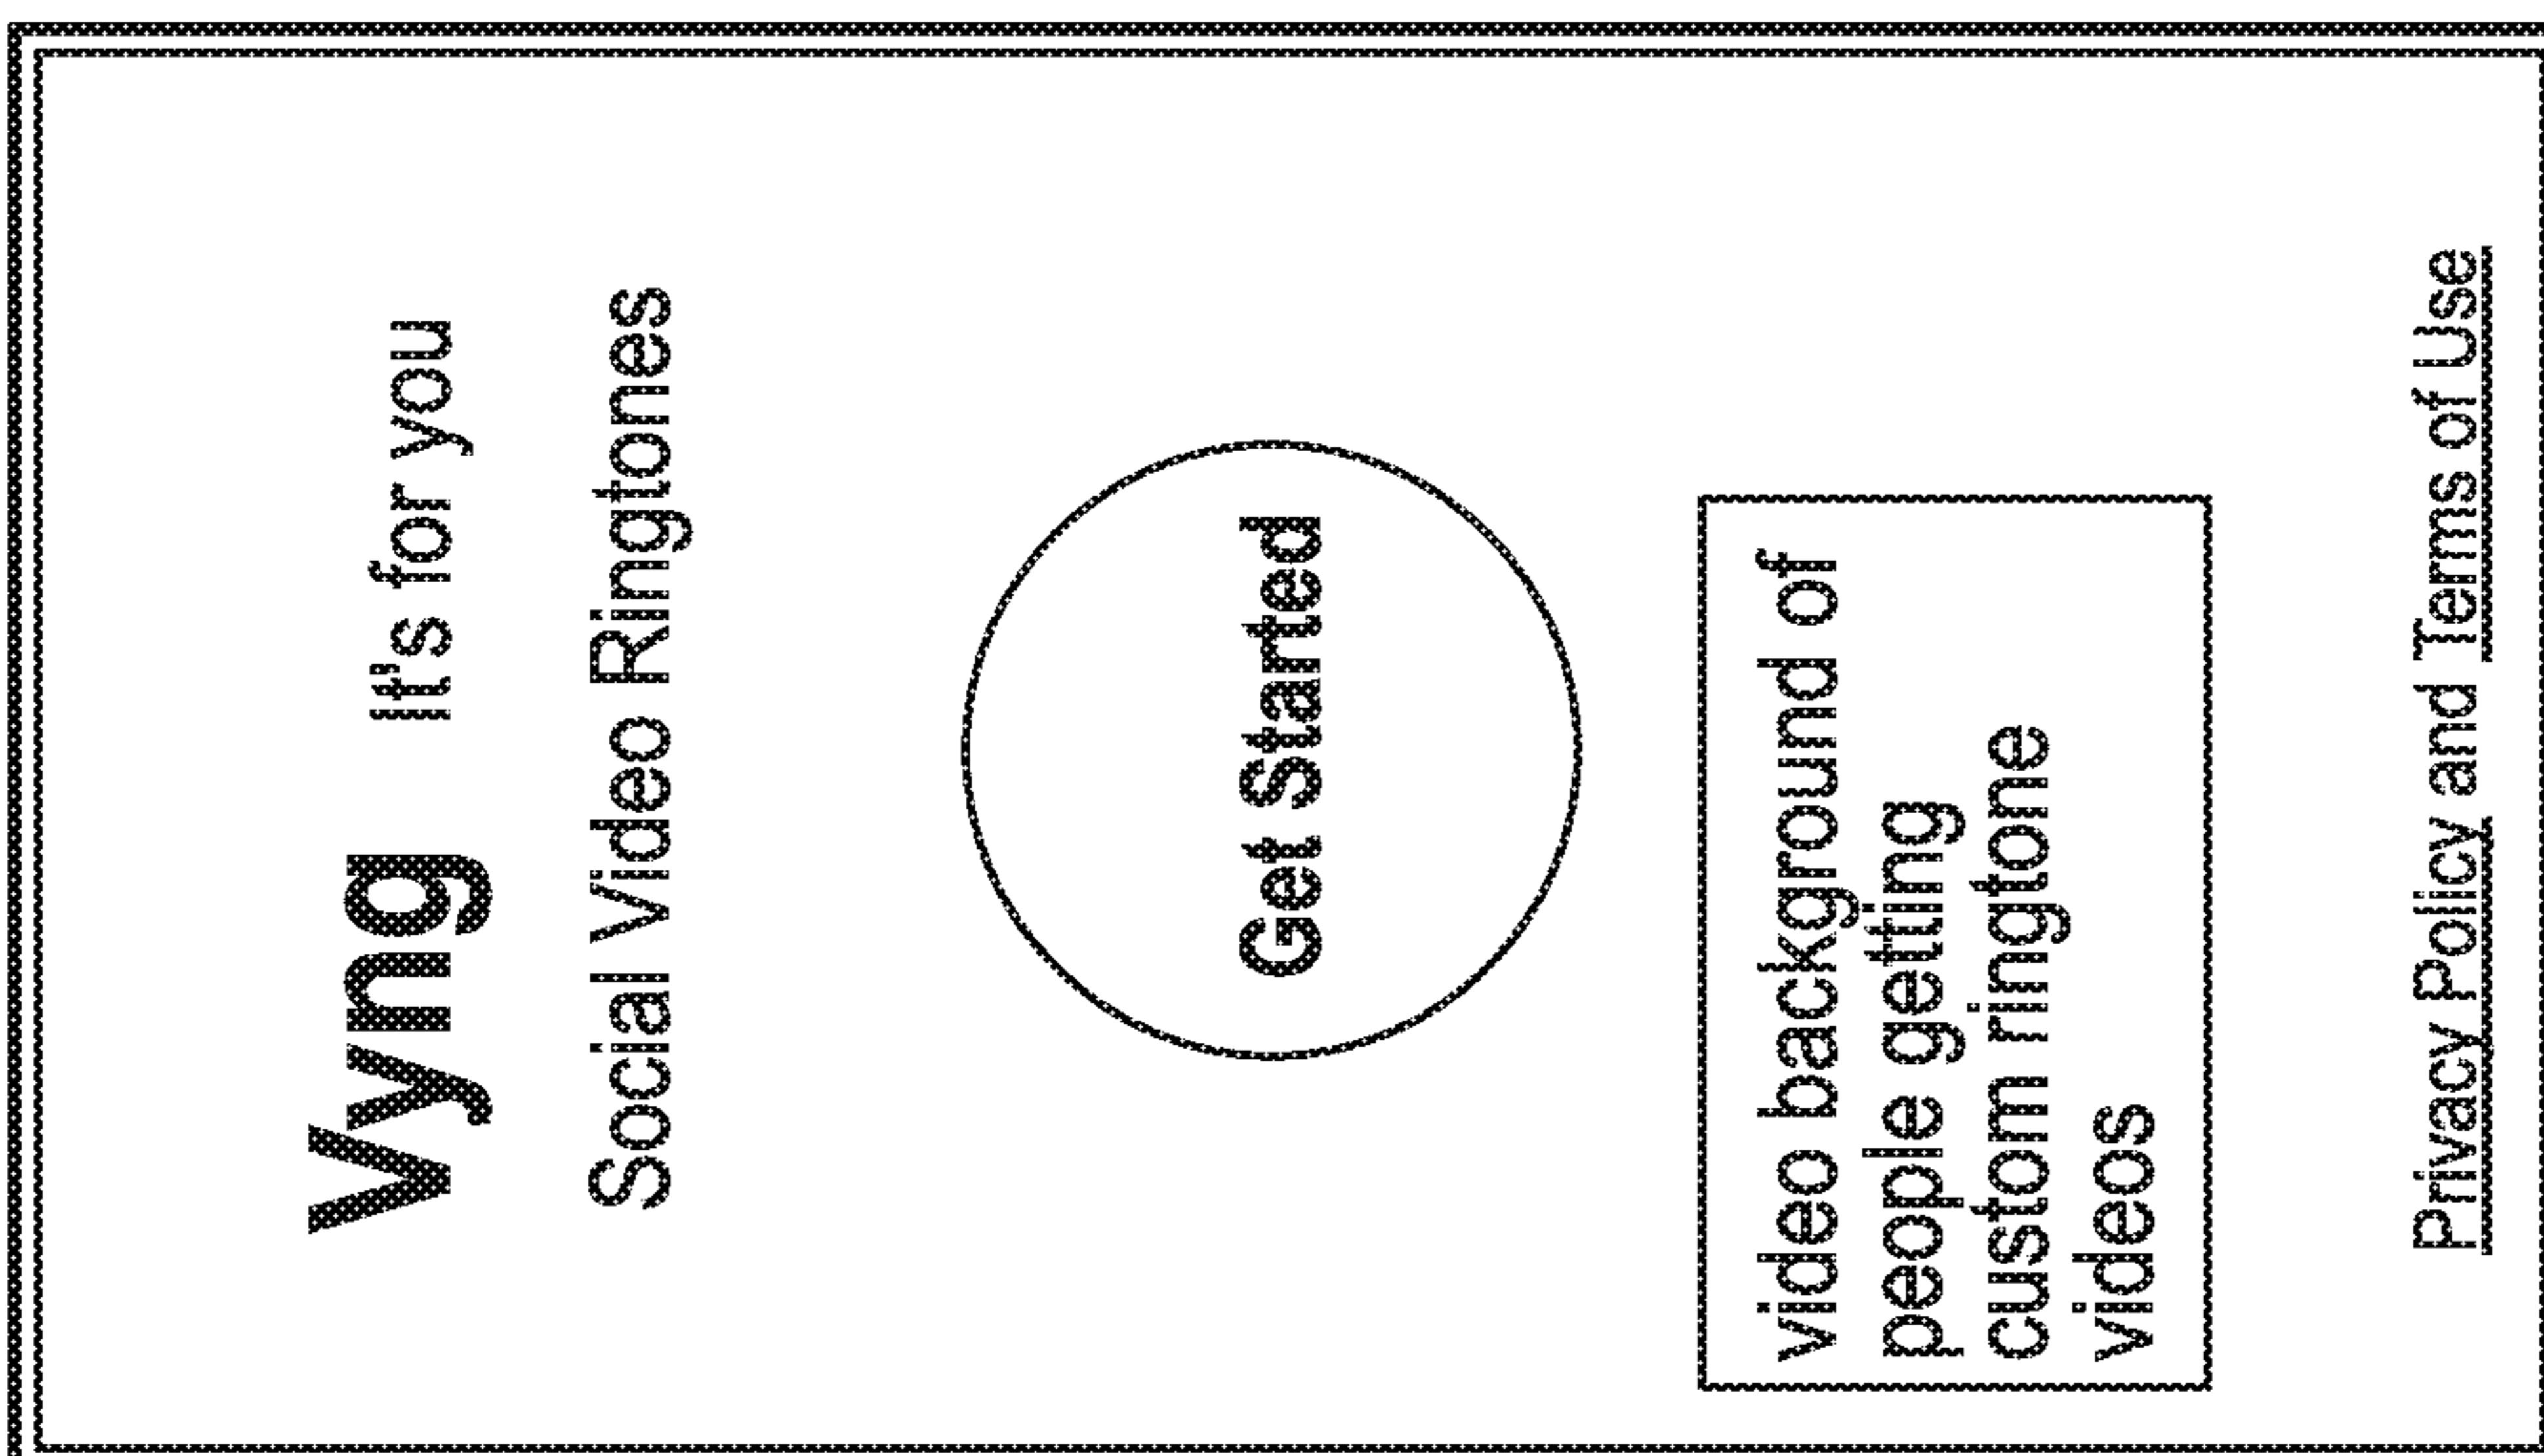 Vyng It's for you
Social Video Ringtones
Get Started
video background of
people getting
custom ringtone
videos
Privacy Policy and Terms of Use